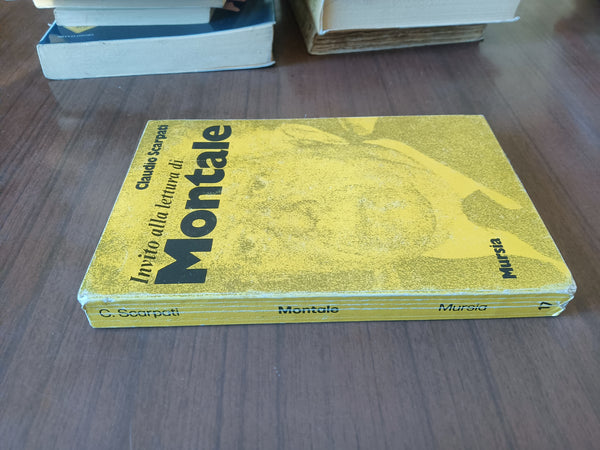 Claudio Scarpati
Invito alla lettura di
Montale
Mursia
C. Scarpati
Montale
Mursia
17